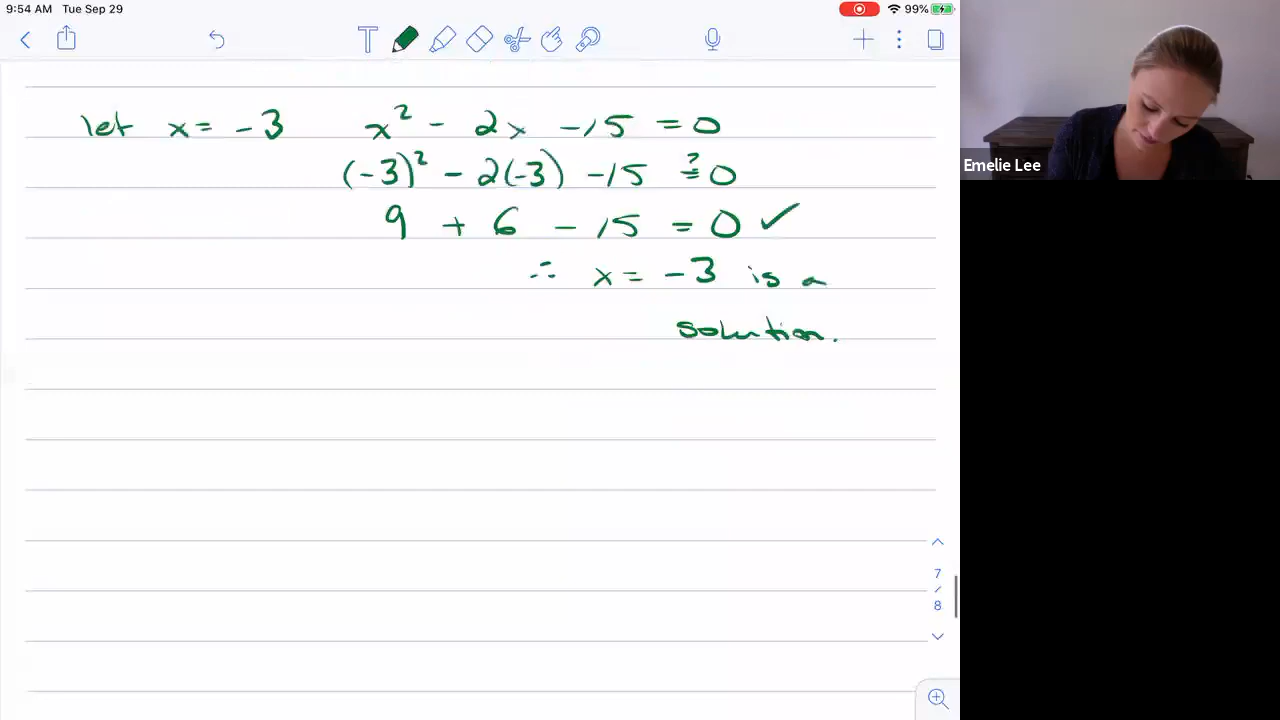 9:54 AM Tue Sep 29
99%
T
let x = -3 x² - 2x - 15 = 0
(-3)² - 2(-3) - 15 ≟ 0
9 + 6 - 15 = 0 ✓
∴ x = -3 is a
solution.
Emelie Lee
7
/
8